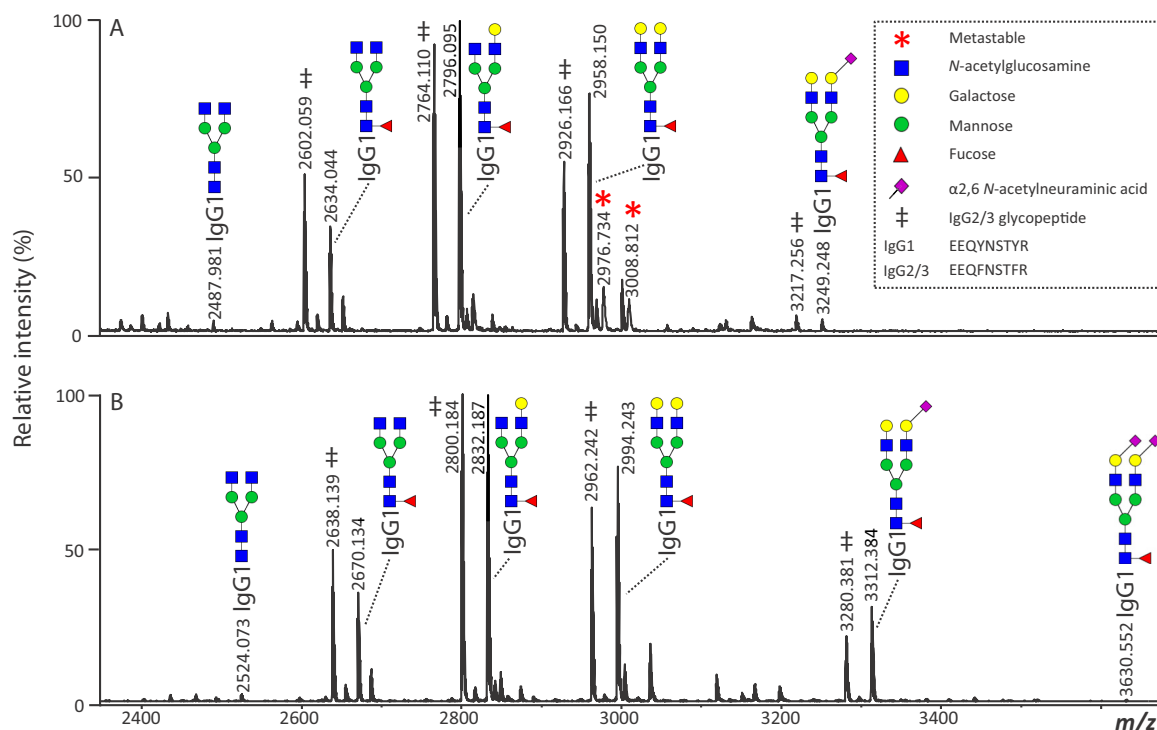 A
Relative intensity (%)
100
50
0
2487.981 IgG1
2602.059 ‡
2634.044
IgG1
2764.110 ‡
2796.095
IgG1
2926.166 ‡
2958.150
IgG1
2976.734 *
3008.812 *
3217.256 ‡
3249.248 IgG1
* Metastable
N-acetylglucosamine
Galactose
Mannose
Fucose
α2,6 N-acetylneuraminic acid
‡ IgG2/3 glycopeptide
IgG1 EEQYNSTYR
IgG2/3 EEQFNSTFR
B
100
50
0
2524.073 IgG1
2638.139 ‡
2670.134
IgG1
2800.184 ‡
2832.187
IgG1
2962.242 ‡
2994.243
IgG1
3280.381 ‡
3312.384
IgG1
3630.552 IgG1
2400 2600 2800 3000 3200 3400 m/z